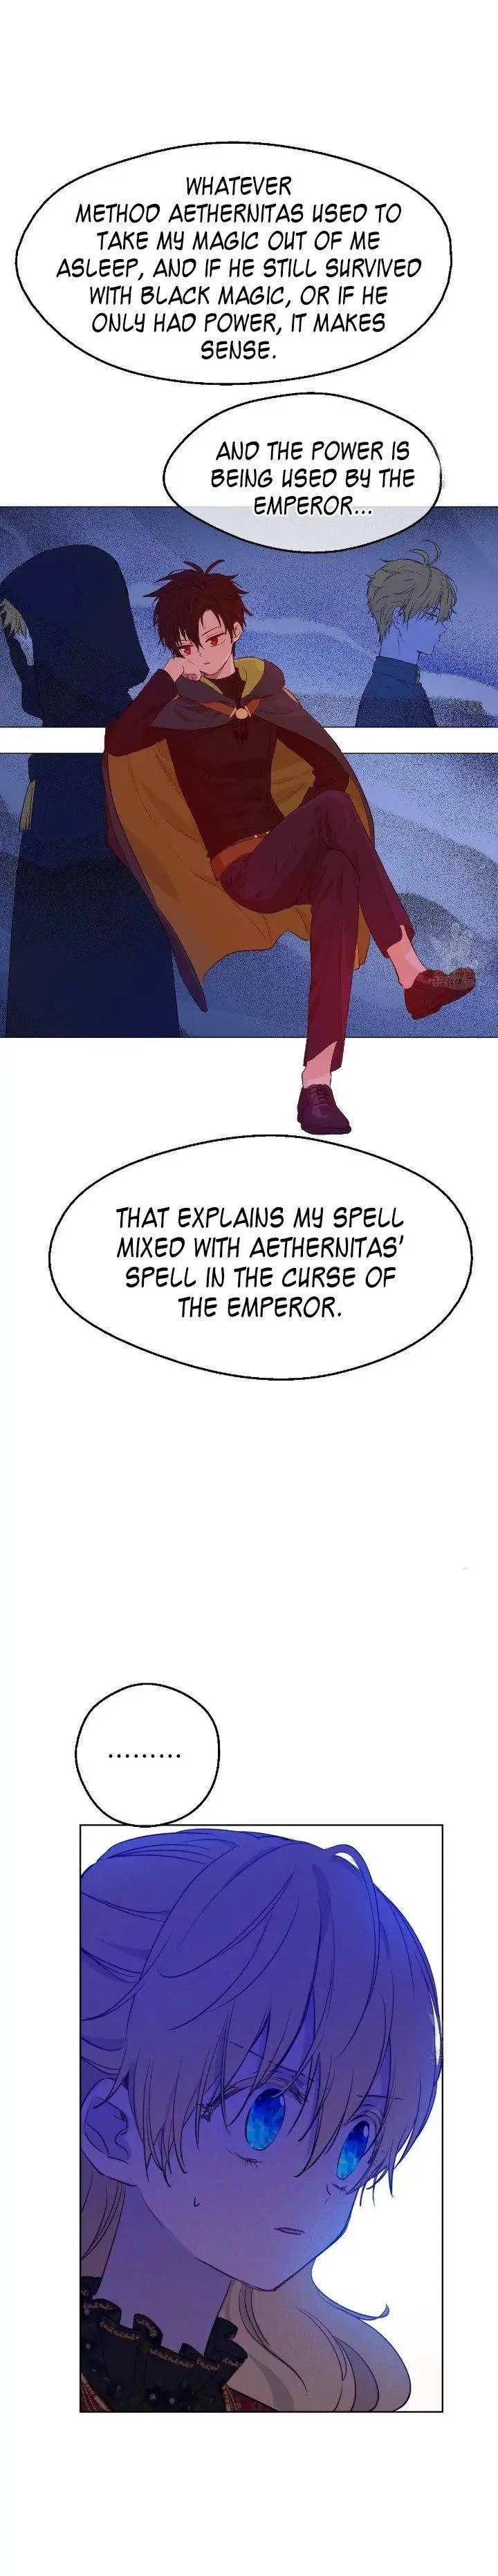 WHATEVER
METHOD AETHERNITAS USED TO
TAKE MY MAGIC OUT OF ME
ASLEEP, AND IF HE STILL SURVIVED
WITH BLACK MAGIC, OR IF HE
ONLY HAD POWER, IT MAKES
SENSE.
AND THE POWER IS
BEING USED BY THE
EMPEROR...
THAT EXPLAINS MY SPELL
MIXED WITH AETHERNITAS'
SPELL IN THE CURSE OF
THE EMPEROR.
.........